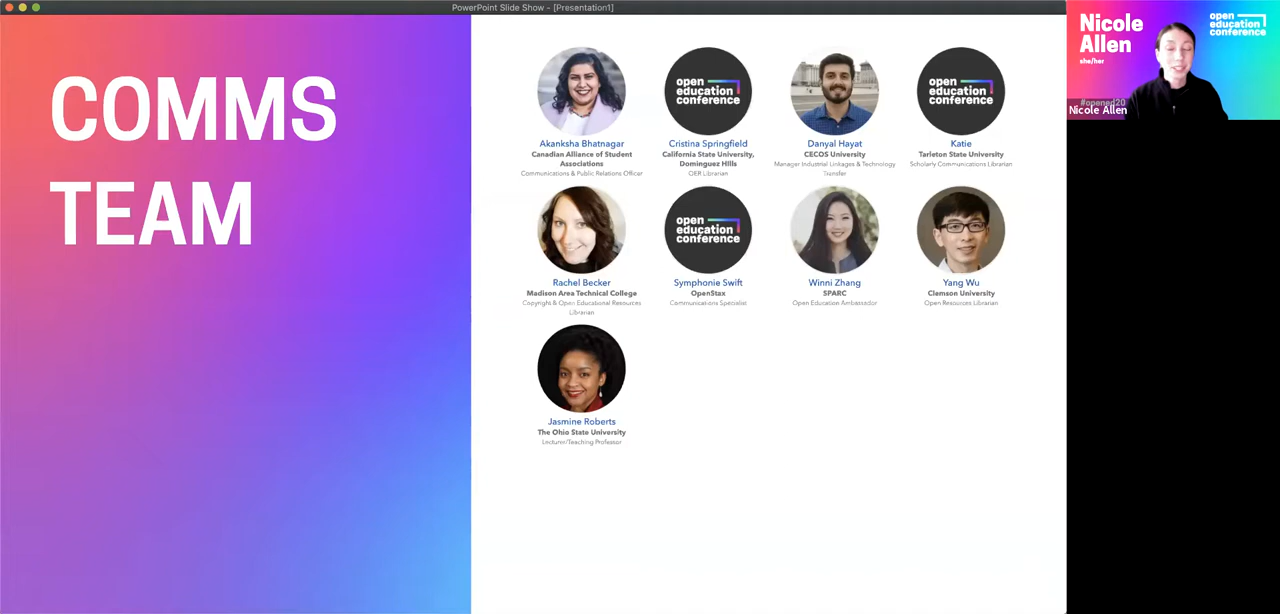 PowerPoint Slide Show - [Presentation1]
COMMS
TEAM
open
education
conference
open
education
conference
Akanksha Bhatnagar
Canadian Alliance of Student
Associations
Communications & Public Relations Officer
Cristina Springfield
California State University,
Dominguez Hills
OER Librarian
Danyal Hayat
CECOS University
Manager Industrial Linkages & Technology
Transfer
Katie
Tarleton State University
Scholarly Communications Librarian
open
education
conference
Rachel Becker
Madison Area Technical College
Copyright & Open Educational Resources
Librarian
Symphonie Swift
OpenStax
Communications Specialist
Winni Zhang
SPARC
Open Education Ambassador
Yang Wu
Clemson University
Open Resources Librarian
Jasmine Roberts
The Ohio State University
Lecturer/Teaching Professor
Nicole
Allen
she/her
open
education
conference
#opened20
Nicole Allen